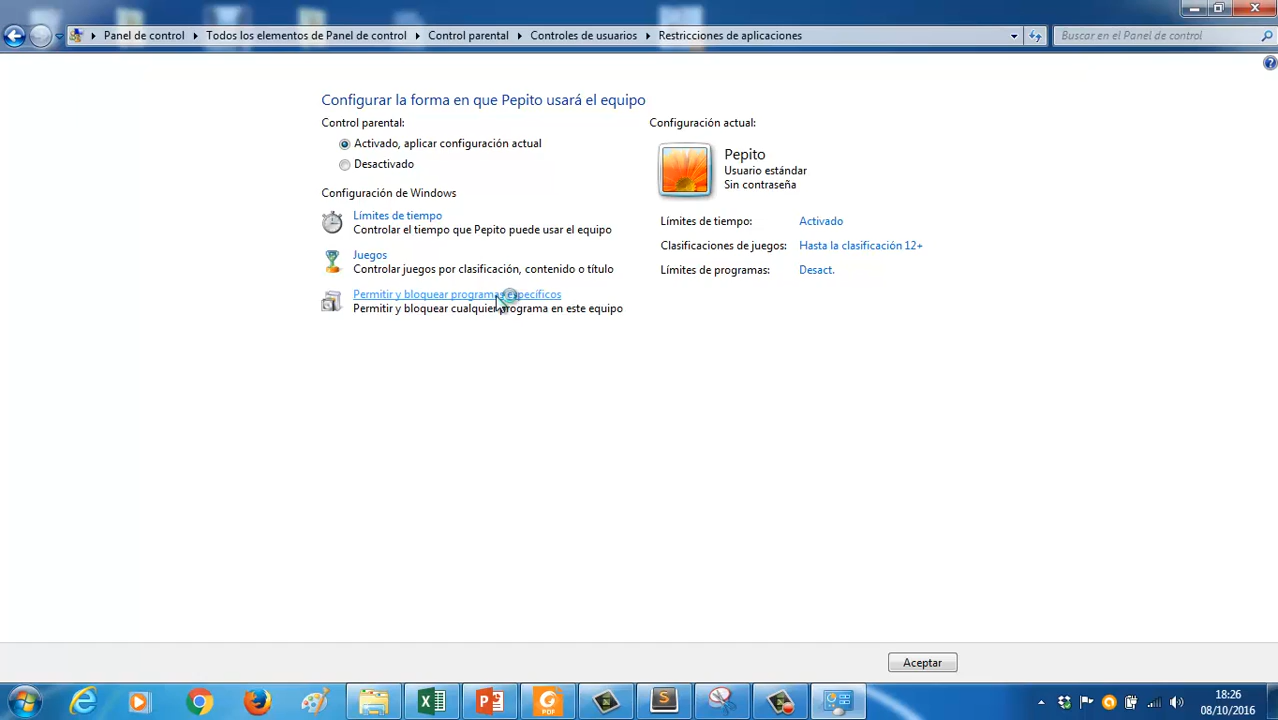 Panel de control Todos los elementos de Panel de control Control parental Controles de usuarios Restricciones de aplicaciones Buscar en el Panel de control
Configurar la forma en que Pepito usará el equipo
Control parental:
Activado, aplicar configuración actual
Desactivado
Configuración de Windows
Límites de tiempo
Controlar el tiempo que Pepito puede usar el equipo
Juegos
Controlar juegos por clasificación, contenido o título
Permitir y bloquear programas específicos
Permitir y bloquear cualquier programa en este equipo
Configuración actual:
Pepito
Usuario estándar
Sin contraseña
Límites de tiempo: Activado
Clasificaciones de juegos: Hasta la clasificación 12+
Límites de programas: Desact.
Aceptar
PDF
18:26
08/10/2016